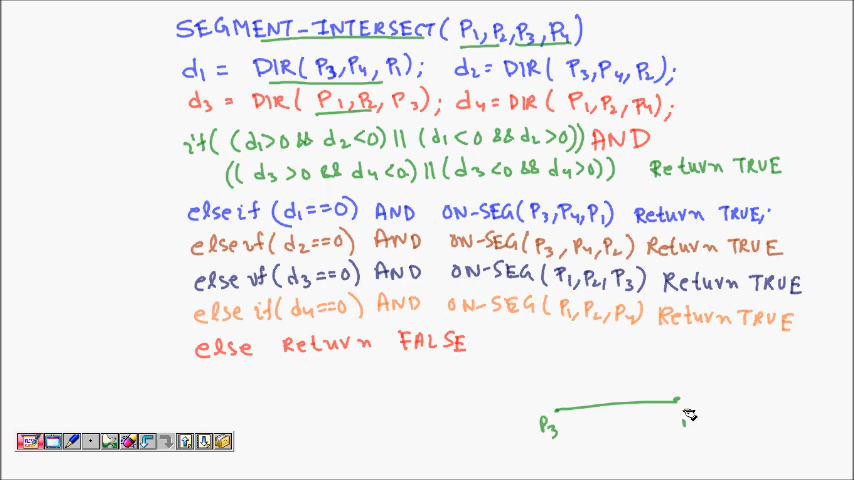 SEGMENT-INTERSECT(P1, P2, P3, P4)
d1 = DIR(P3, P4, P1); d2 = DIR(P3, P4, P2);
d3 = DIR(P1, P2, P3); d4 = DIR(P1, P2, P4);
if( (d1>0 && d2<0) || (d1<0 && d2>0)) AND
((d3>0 && d4<0) || (d3<0 && d4>0)) Return TRUE
else if (d1==0) AND ON-SEG(P3,P4,P1) Return TRUE;
else if (d2==0) AND ON-SEG(P3,P4,P2) Return TRUE
else if (d3==0) AND ON-SEG(P1,P2,P3) Return TRUE
else if (d4==0) AND ON-SEG(P1,P2,P4) Return TRUE
else Return FALSE
P3